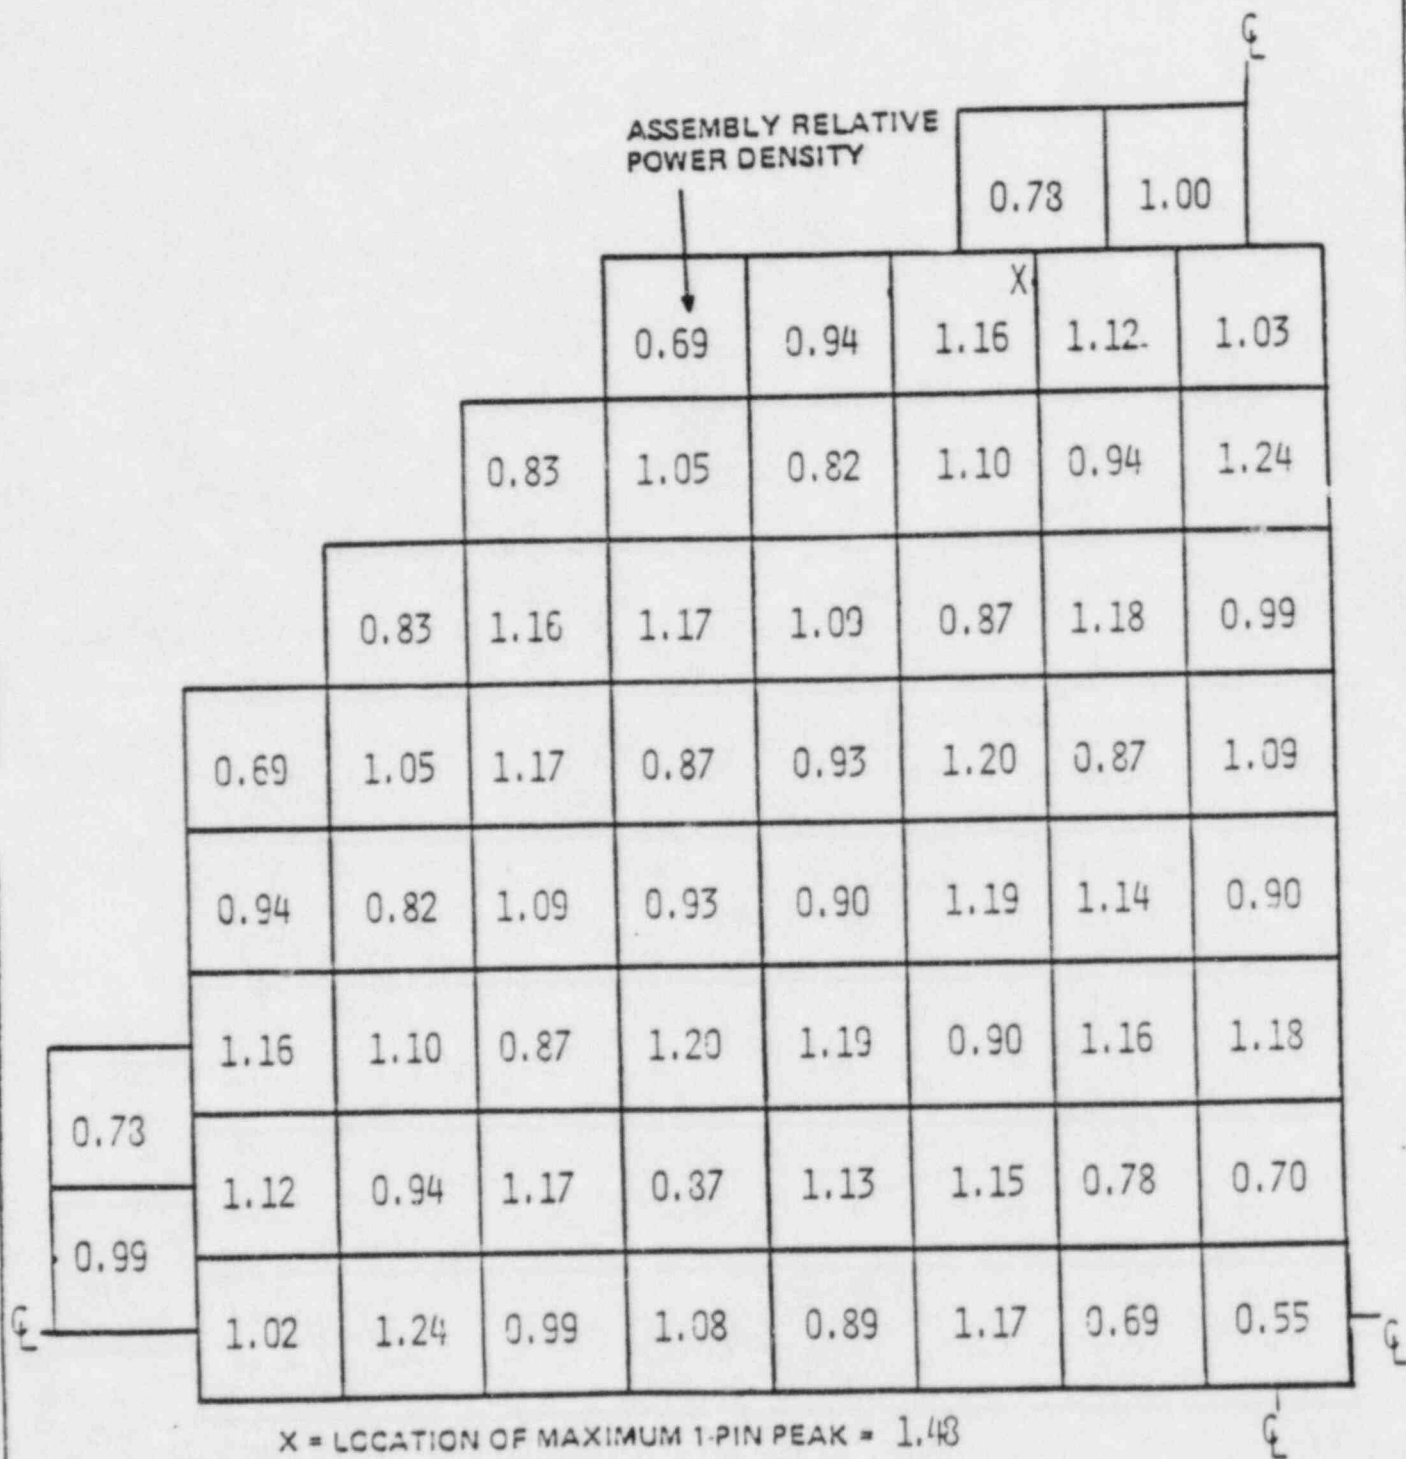 ℄
ASSEMBLY RELATIVE
POWER DENSITY
0.73 1.00
X
0.69 0.94 1.16 1.12 1.03
0.83 1.05 0.82 1.10 0.94 1.24
0.83 1.16 1.17 1.09 0.87 1.18 0.99
0.69 1.05 1.17 0.87 0.93 1.20 0.87 1.09
0.94 0.82 1.09 0.93 0.90 1.19 1.14 0.90
1.16 1.10 0.87 1.20 1.19 0.90 1.16 1.18
0.73
1.12 0.94 1.17 0.87 1.13 1.15 0.78 0.70
0.99
℄ 1.02 1.24 0.99 1.08 0.89 1.17 0.69 0.55 ℄
X = LOCATION OF MAXIMUM 1-PIN PEAK = 1.48
℄